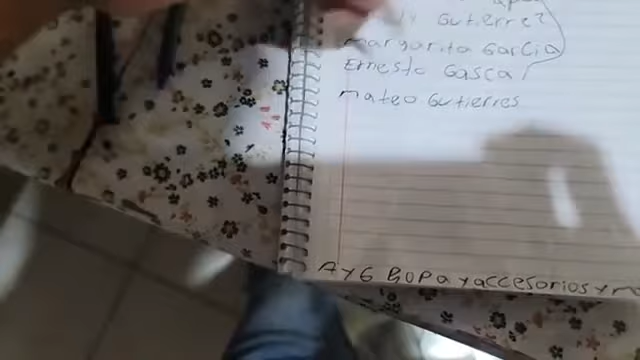 Gutierrez
Margarita Garcia
Ernesto Gasca
Mateo Gutierres
AYG ROPa y accesorios y m